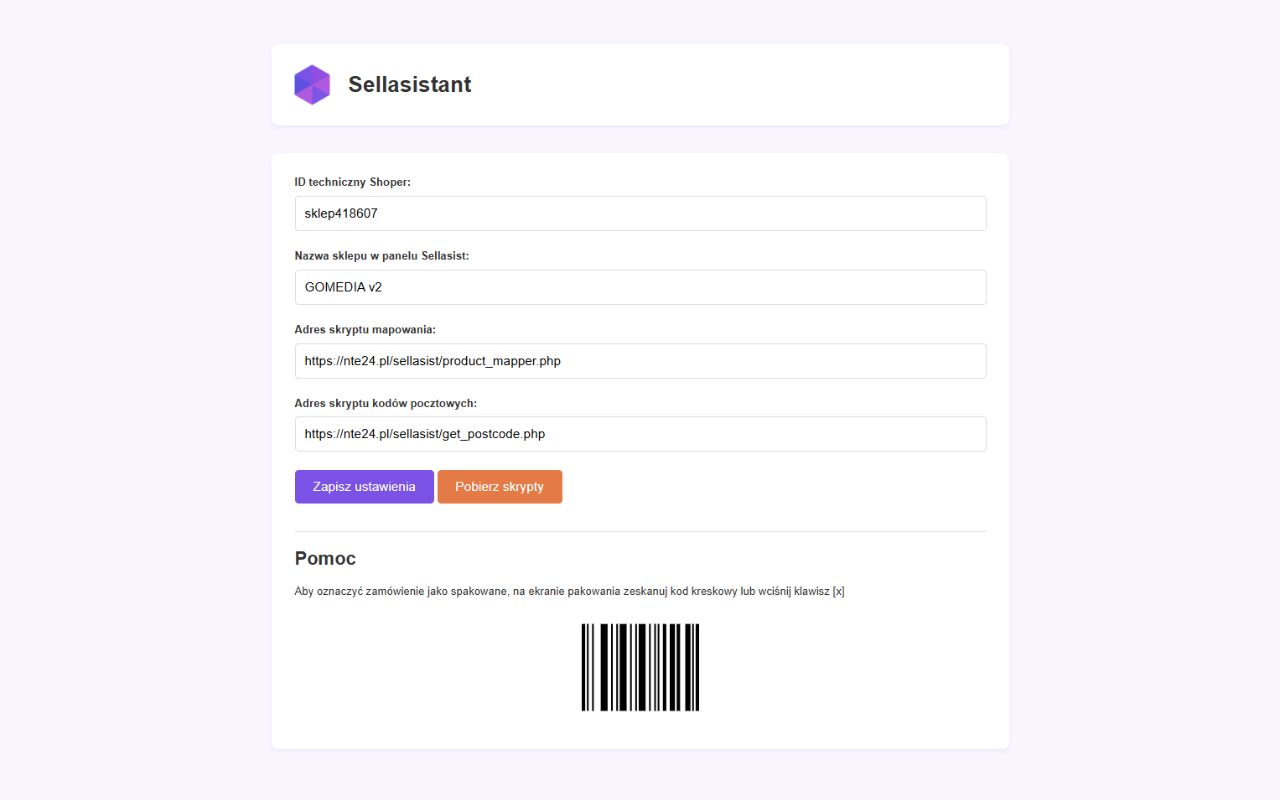 Sellasistant
ID techniczny Shoper:
sklep418607
Nazwa sklepu w panelu Sellasist:
GOMEDIA v2
Adres skryptu mapowania:
https://nte24.pl/sellasist/product_mapper.php
Adres skryptu kodów pocztowych:
https://nte24.pl/sellasist/get_postcode.php
Zapisz ustawienia Pobierz skrypty
Pomoc
Aby oznaczyć zamówienie jako spakowane, na ekranie pakowania zeskanuj kod kreskowy lub wciśnij klawisz [x]